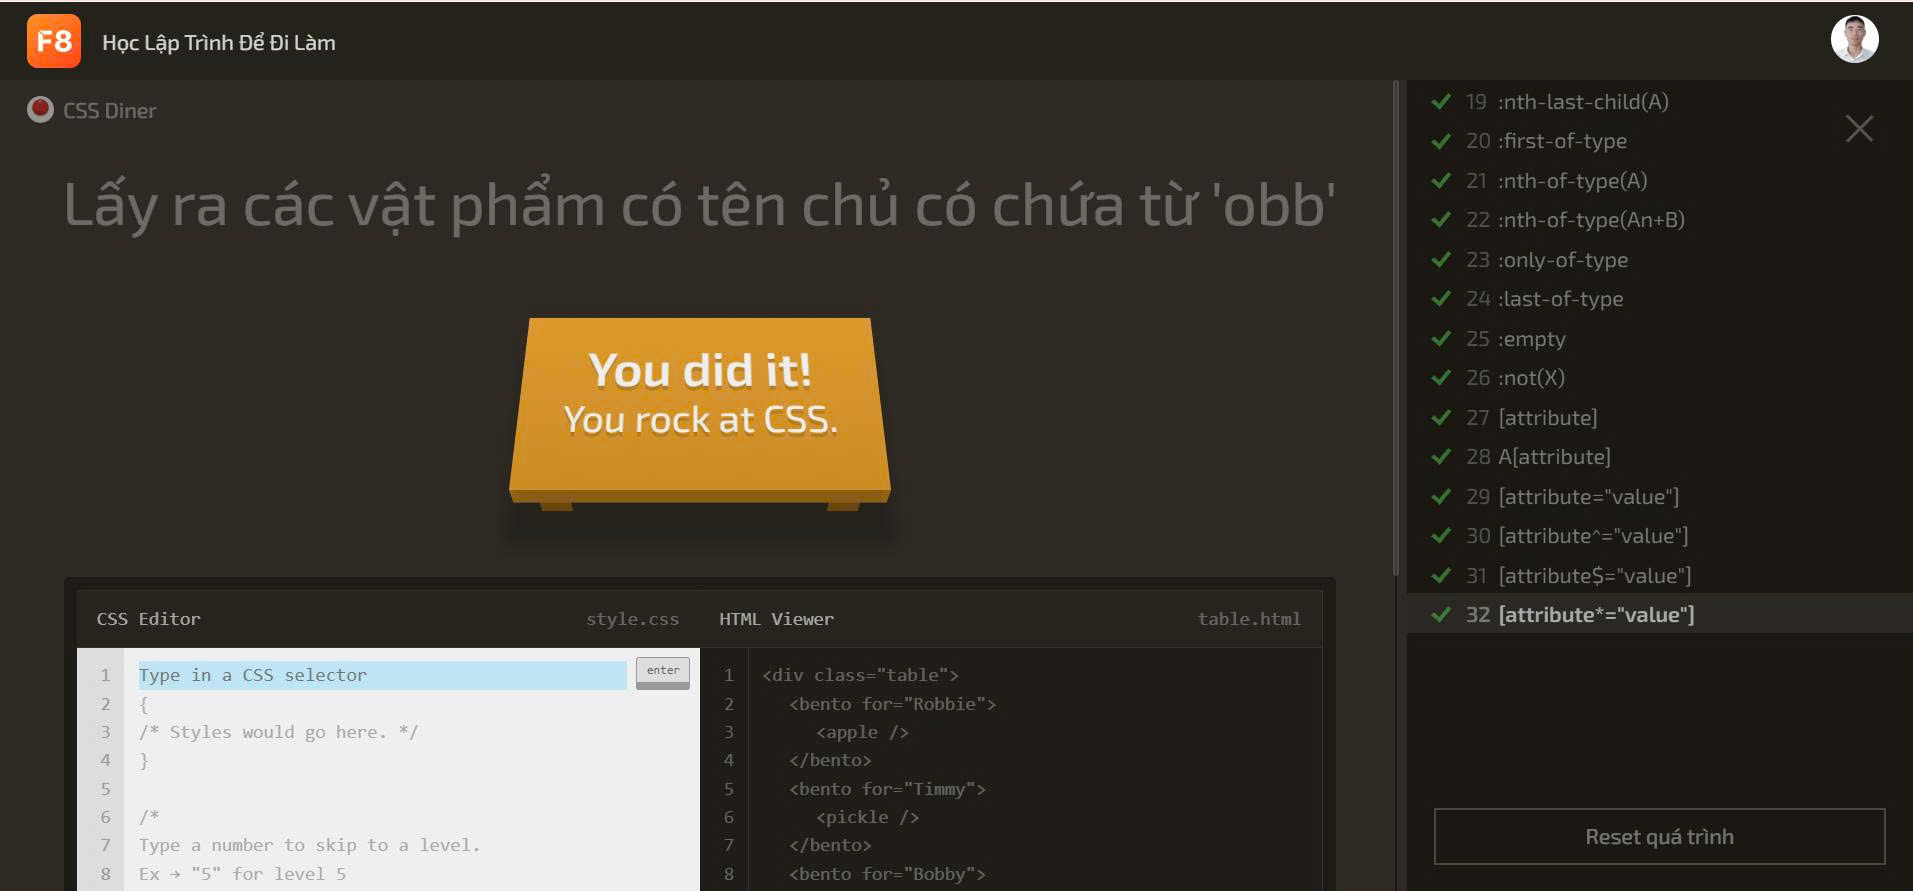 F8 Học Lập Trình Để Đi Làm
CSS Diner
Lấy ra các vật phẩm có tên chủ có chứa từ 'obb'
You did it!
You rock at CSS.
CSS Editor style.css
1 Type in a CSS selector enter
2 {
3 /* Styles would go here. */
4 }
5
6 /*
7 Type a number to skip to a level.
8 Ex → "5" for level 5
HTML Viewer table.html
1 <div class="table">
2 <bento for="Robbie">
3 <apple />
4 </bento>
5 <bento for="Timmy">
6 <pickle />
7 </bento>
8 <bento for="Bobby">
19 :nth-last-child(A)
20 :first-of-type
21 :nth-of-type(A)
22 :nth-of-type(An+B)
23 :only-of-type
24 :last-of-type
25 :empty
26 :not(X)
27 [attribute]
28 A[attribute]
29 [attribute="value"]
30 [attribute^="value"]
31 [attribute$="value"]
32 [attribute*="value"]
Reset quá trình